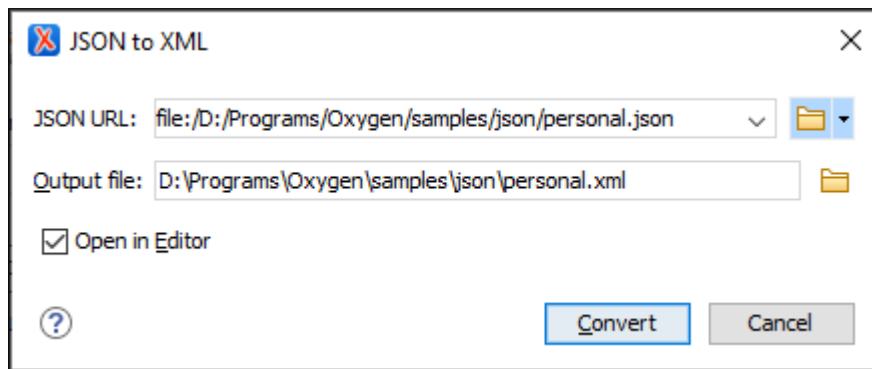 JSON to XML
JSON URL: file:/D:/Programs/Oxygen/samples/json/personal.json
Output file: D:\Programs\Oxygen\samples\json\personal.xml
Open in Editor
? Convert Cancel